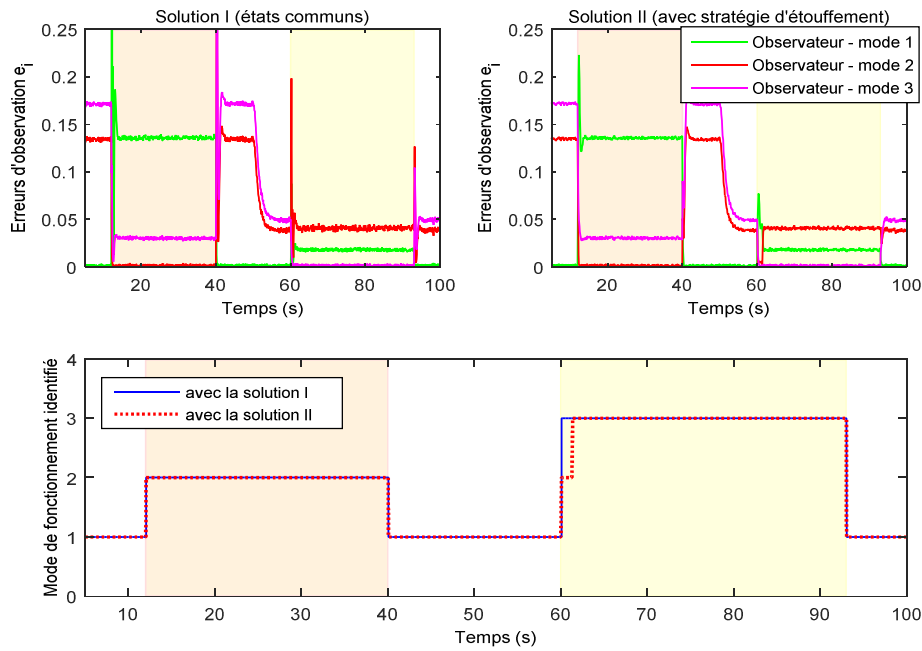 Solution I (états communs)
Erreurs d'observation ei
0.25
0.2
0.15
0.1
0.05
0
20
40
60
80
100
Temps (s)
Solution II (avec stratégie d'étouffement)
Observateur - mode 1
Observateur - mode 2
Observateur - mode 3
Erreurs d'observation ei
0.25
0.2
0.15
0.1
0.05
0
20
40
60
80
100
Temps (s)
Mode de fonctionnement identifié
4
3
2
1
0
avec la solution I
avec la solution II
10
20
30
40
50
60
70
80
90
100
Temps (s)